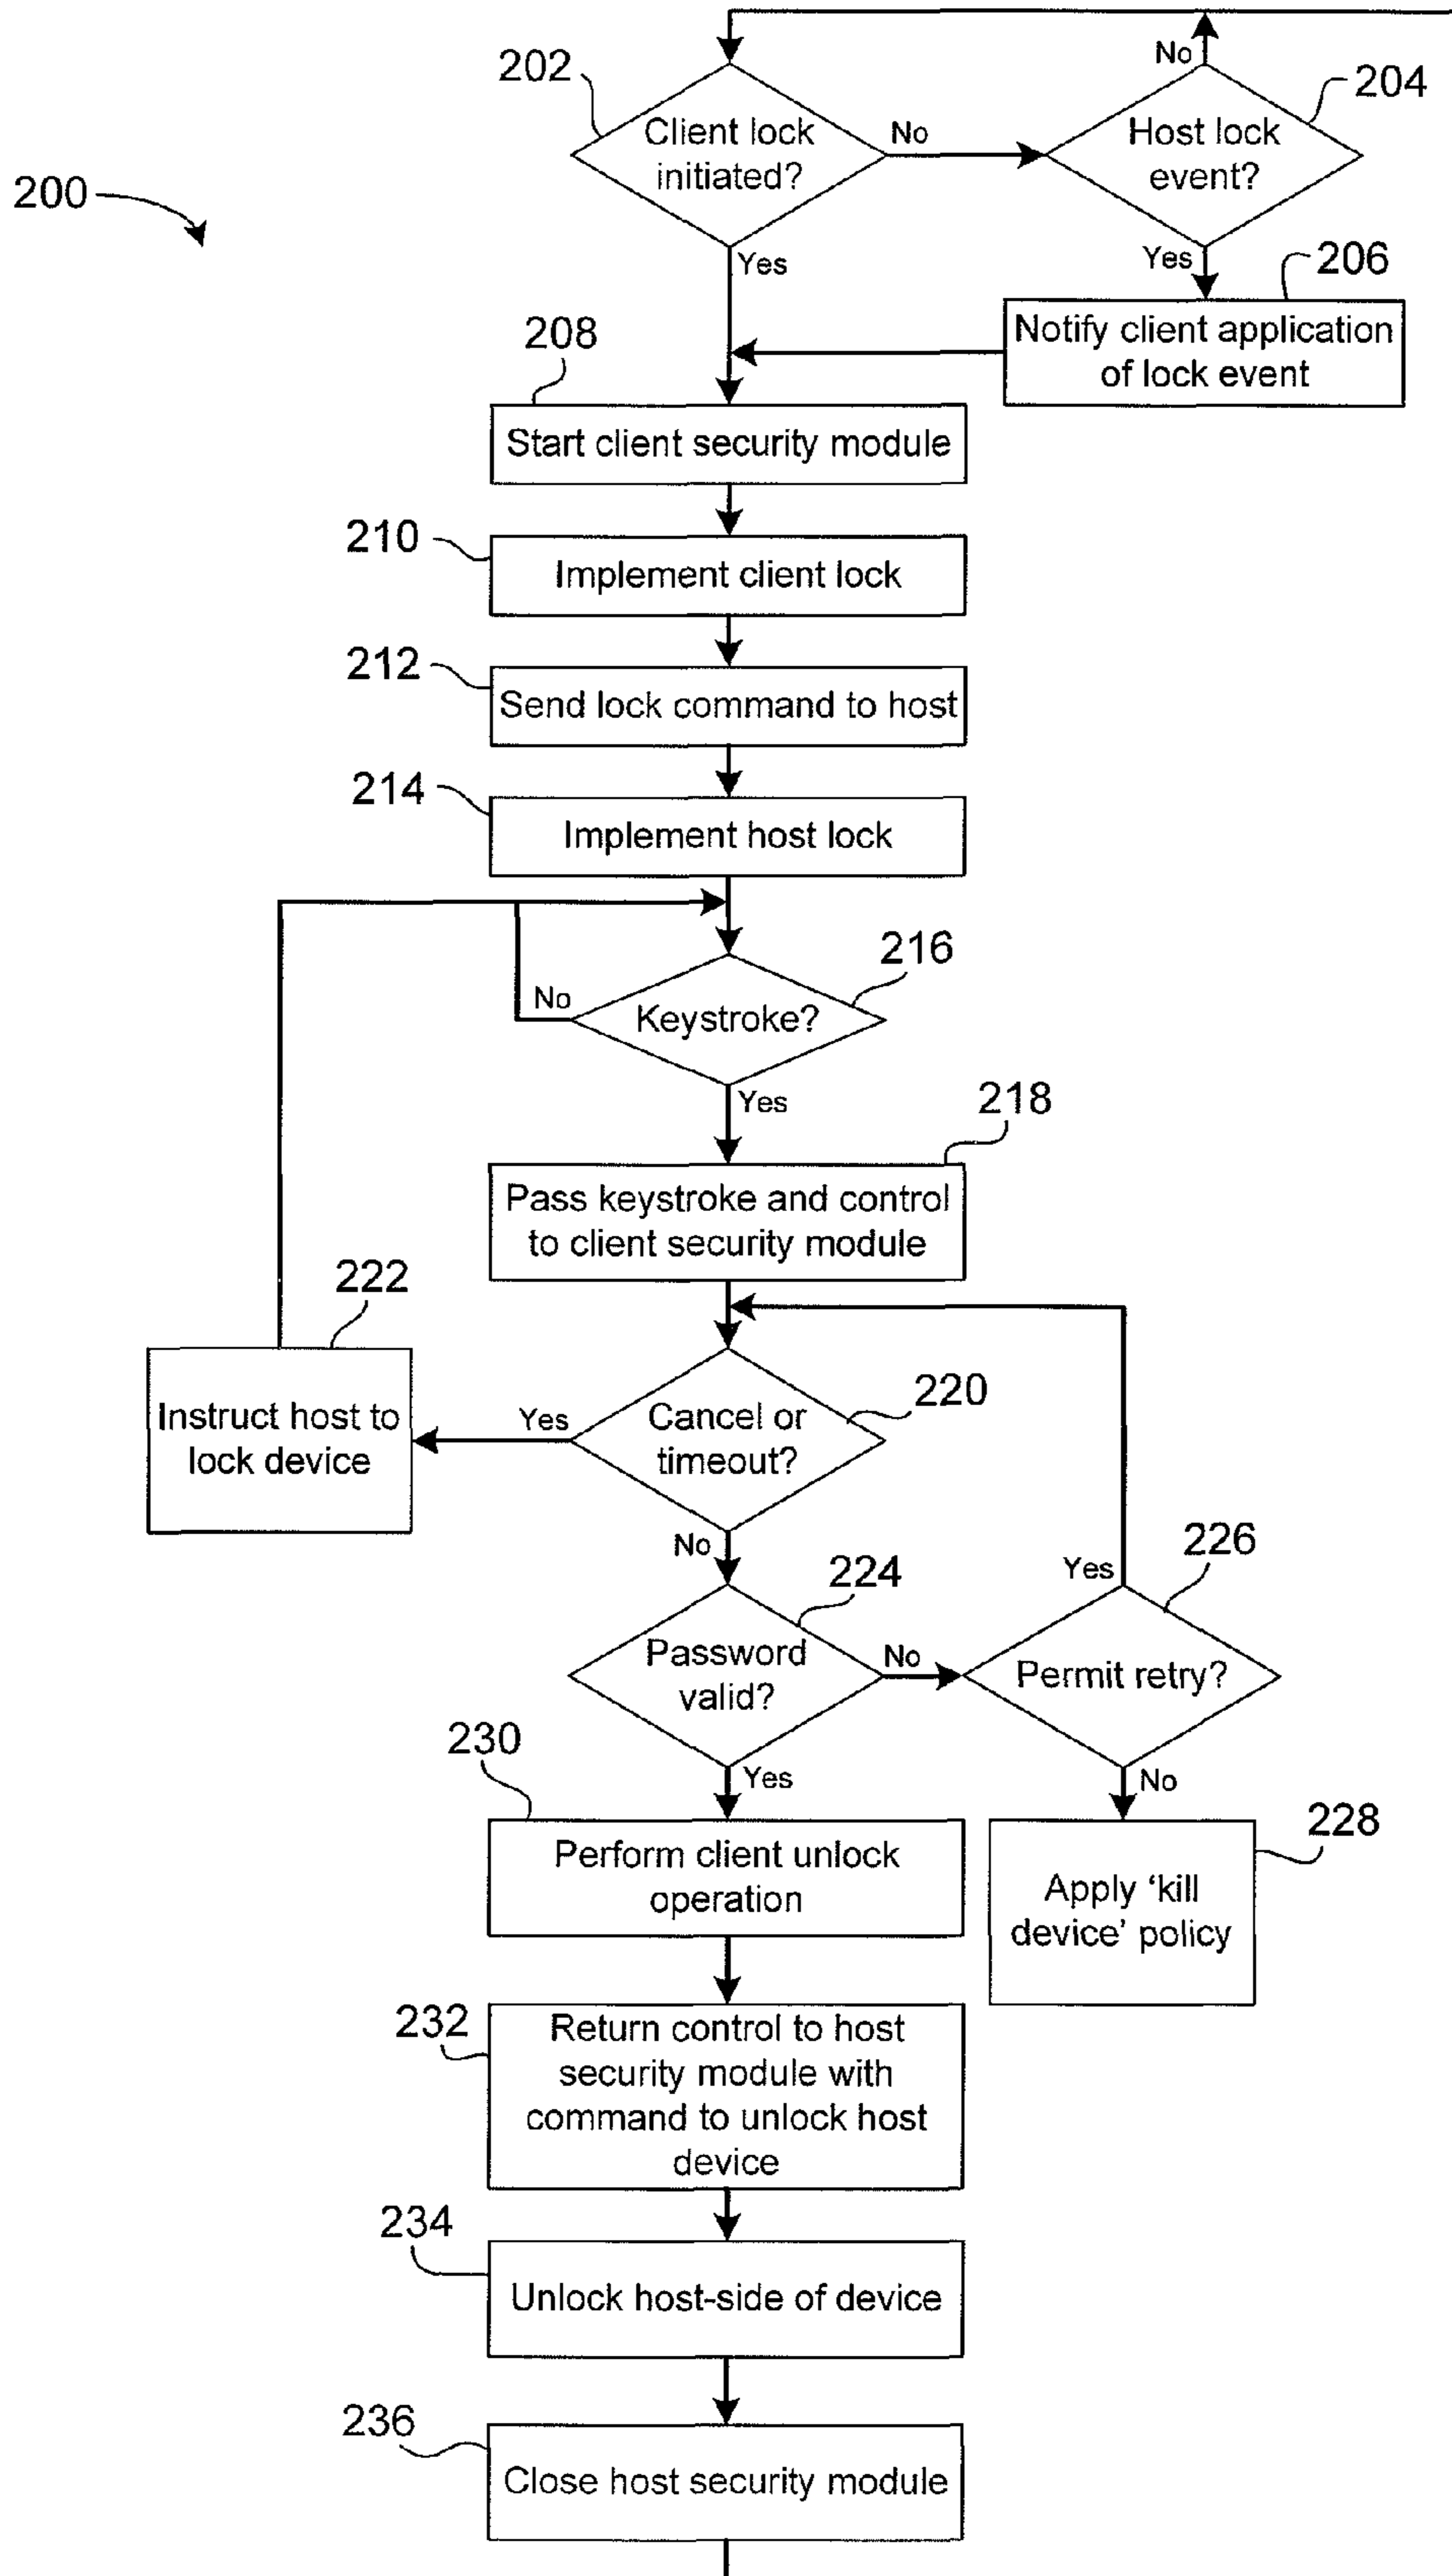 202
Client lock
initiated?
No
No
Host lock
event?
204
200
Yes
Yes
206
Notify client application
of lock event
208
Start client security module
210
Implement client lock
212
Send lock command to host
214
Implement host lock
216
No
Keystroke?
Yes
218
Pass keystroke and control
to client security module
222
Instruct host to
lock device
Yes
Cancel or
timeout?
220
No
224
Password
valid?
No
Yes
226
Permit retry?
230
Yes
No
Perform client unlock
operation
228
Apply ‘kill
device’ policy
232
Return control to host
security module with
command to unlock host
device
234
Unlock host-side of device
236
Close host security module